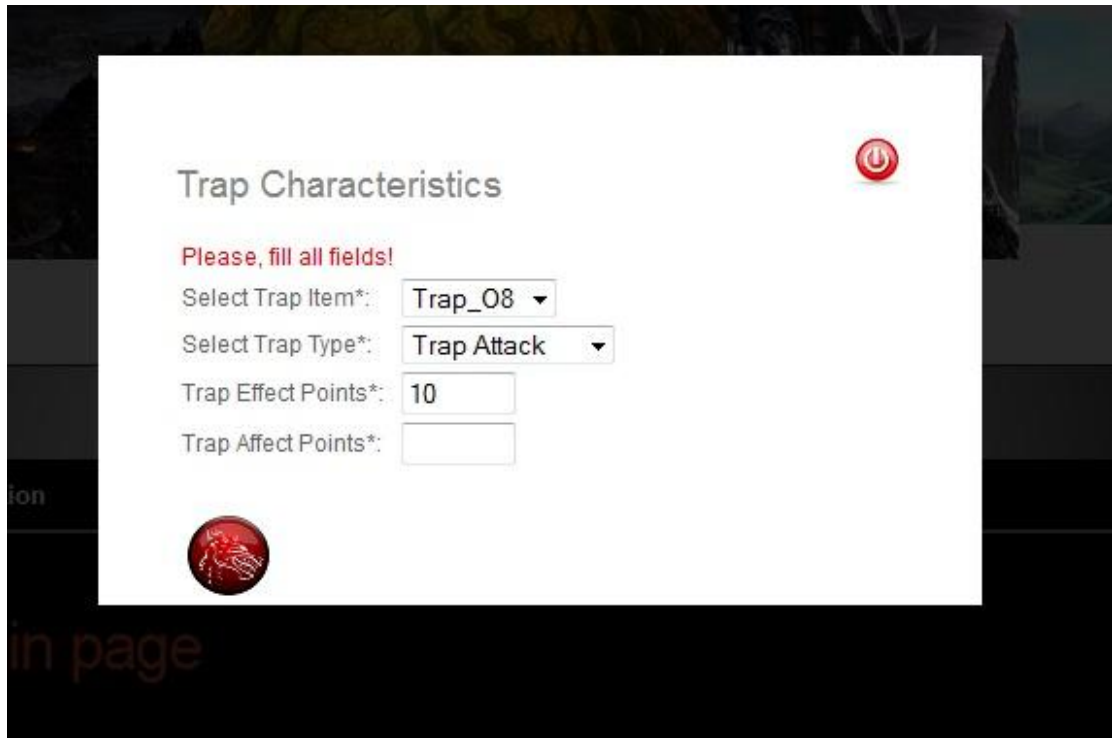 Trap Characteristics
Please, fill all fields!
Select Trap Item*: Trap_O8
Select Trap Type*: Trap Attack
Trap Effect Points*: 10
Trap Affect Points*:
ion
in page